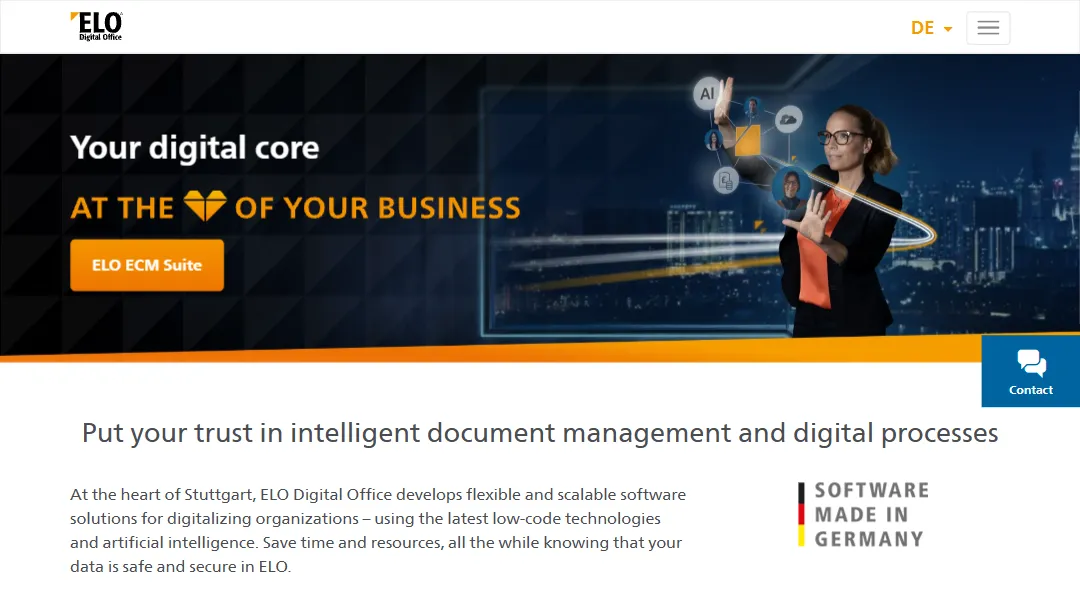 ELO
Digital Office
DE
AI
Your digital core
AT THE OF YOUR BUSINESS
ELO ECM Suite
Contact
Put your trust in intelligent document management and digital processes
At the heart of Stuttgart, ELO Digital Office develops flexible and scalable software
solutions for digitalizing organizations – using the latest low-code technologies
and artificial intelligence. Save time and resources, all the while knowing that your
data is safe and secure in ELO.
SOFTWARE
MADE IN
GERMANY